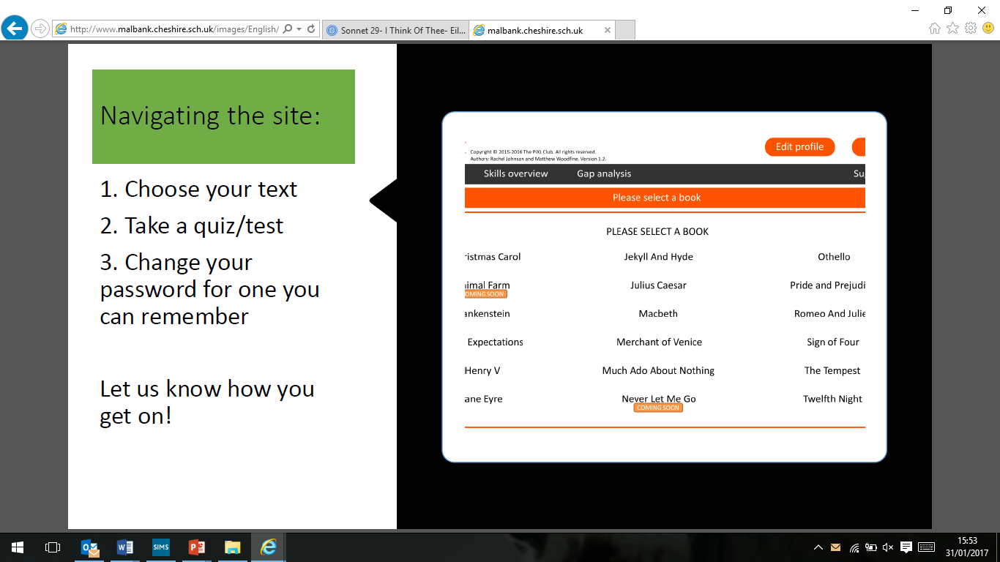 http://www.malbank.cheshire.sch.uk/images/English/
Sonnet 29- I Think Of Thee- Eil...
malbank.cheshire.sch.uk
Navigating the site:
1. Choose your text
2. Take a quiz/test
3. Change your
password for one you
can remember
Let us know how you
get on!
Copyright © 2015-2016 The PiXL Club. All rights reserved.
Authors: Rachel Johnson and Matthew Woodfine. Version 1.2.
Edit profile
Skills overview Gap analysis Su
Please select a book
PLEASE SELECT A BOOK
ristmas Carol Jekyll And Hyde Othello
nimal Farm Julius Caesar Pride and Prejudi
OMING SOON
ankenstein Macbeth Romeo And Julie
Expectations Merchant of Venice Sign of Four
Henry V Much Ado About Nothing The Tempest
ane Eyre Never Let Me Go Twelfth Night
COMING SOON
SIMS
15:53
31/01/2017